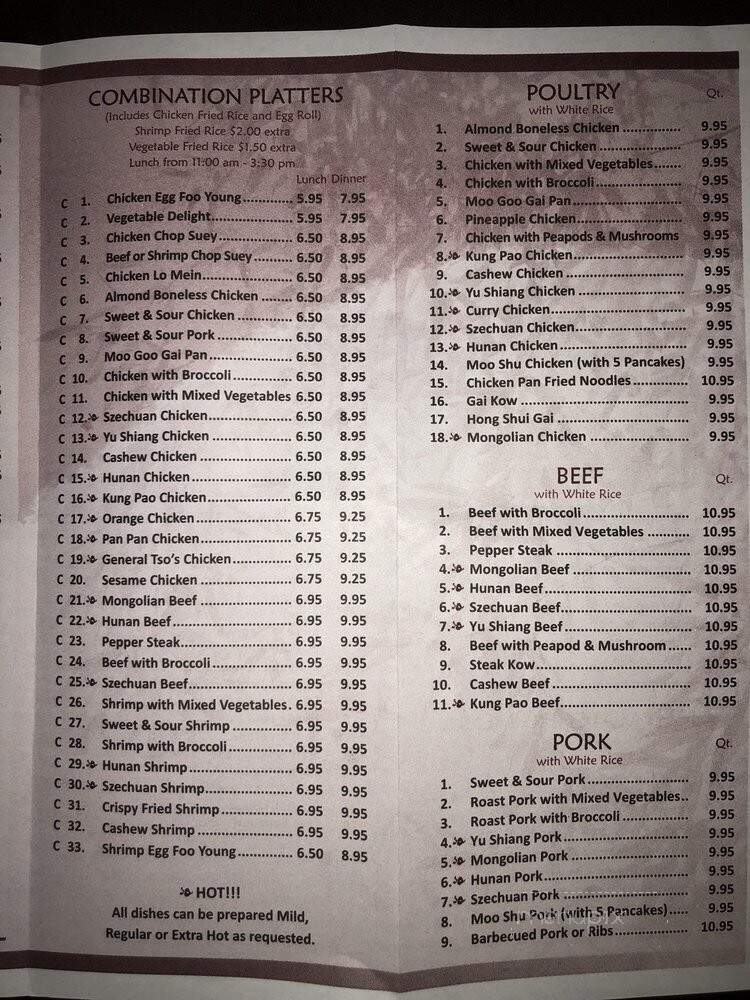 COMBINATION PLATTERS
(Includes Chicken Fried Rice and Egg Roll)
Shrimp Fried Rice $2.00 extra
Vegetable Fried Rice $1.50 extra
Lunch from 11:00 am - 3:30 pm
Lunch Dinner
C 1. Chicken Egg Foo Young............ 5.95 7.95
C 2. Vegetable Delight.................... 5.95 7.95
C 3. Chicken Chop Suey.................. 6.50 8.95
C 4. Beef or Shrimp Chop Suey......... 6.50 8.95
C 5. Chicken Lo Mein...................... 6.50 8.95
C 6. Almond Boneless Chicken ........ 6.50 8.95
C 7. Sweet & Sour Chicken .............. 6.50 8.95
C 8. Sweet & Sour Pork ................... 6.50 8.95
C 9. Moo Goo Gai Pan..................... 6.50 8.95
C 10. Chicken with Broccoli............... 6.50 8.95
C 11. Chicken with Mixed Vegetables 6.50 8.95
C 12. Szechuan Chicken.................... 6.50 8.95
C 13. Yu Shiang Chicken ................... 6.50 8.95
C 14. Cashew Chicken ...................... 6.50 8.95
C 15. Hunan Chicken........................ 6.50 8.95
C 16. Kung Pao Chicken.................... 6.50 8.95
C 17. Orange Chicken ....................... 6.75 9.25
C 18. Pan Pan Chicken...................... 6.75 9.25
C 19. General Tso's Chicken............... 6.75 9.25
C 20. Sesame Chicken ...................... 6.75 9.25
C 21. Mongolian Beef ...................... 6.95 9.95
C 22. Hunan Beef............................. 6.95 9.95
C 23. Pepper Steak........................... 6.95 9.95
C 24. Beef with Broccoli.................... 6.95 9.95
C 25. Szechuan Beef......................... 6.95 9.95
C 26. Shrimp with Mixed Vegetables. 6.95 9.95
C 27. Sweet & Sour Shrimp ............... 6.95 9.95
C 28. Shrimp with Broccoli................ 6.95 9.95
C 29. Hunan Shrimp......................... 6.95 9.95
C 30. Szechuan Shrimp..................... 6.95 9.95
C 31. Crispy Fried Shrimp.................. 6.95 9.95
C 32. Cashew Shrimp ....................... 6.95 9.95
C 33. Shrimp Egg Foo Young.............. 6.50 8.95
HOT!!!
All dishes can be prepared Mild,
Regular or Extra Hot as requested.
POULTRY
with White Rice
Qt.
1. Almond Boneless Chicken .............. 9.95
2. Sweet & Sour Chicken .................... 9.95
3. Chicken with Mixed Vegetables....... 9.95
4. Chicken with Broccoli..................... 9.95
5. Moo Goo Gai Pan........................... 9.95
6. Pineapple Chicken.......................... 9.95
7. Chicken with Peapods & Mushrooms 9.95
8. Kung Pao Chicken........................... 9.95
9. Cashew Chicken ............................ 9.95
10. Yu Shiang Chicken ......................... 9.95
11. Curry Chicken................................ 9.95
12. Szechuan Chicken........................... 9.95
13. Hunan Chicken .............................. 9.95
14. Moo Shu Chicken (with 5 Pancakes) 9.95
15. Chicken Pan Fried Noodles.............. 10.95
16. Gai Kow ........................................ 9.95
17. Hong Shui Gai ............................... 9.95
18. Mongolian Chicken ........................ 9.95
BEEF
with White Rice
Qt.
1. Beef with Broccoli.......................... 10.95
2. Beef with Mixed Vegetables ........... 10.95
3. Pepper Steak ................................. 10.95
4. Mongolian Beef ............................. 10.95
5. Hunan Beef................................... 10.95
6. Szechuan Beef............................... 10.95
7. Yu Shiang Beef .............................. 10.95
8. Beef with Peapod & Mushroom...... 10.95
9. Steak Kow..................................... 10.95
10. Cashew Beef ................................. 10.95
11. Kung Pao Beef............................... 10.95
PORK
with White Rice
Qt.
1. Sweet & Sour Pork......................... 9.95
2. Roast Pork with Mixed Vegetables.. 9.95
3. Roast Pork with Broccoli ................ 9.95
4. Yu Shiang Pork .............................. 9.95
5. Mongolian Pork ............................. 9.95
6. Hunan Pork................................... 9.95
7. Szechuan Pork ............................... 9.95
8. Moo Shu Pork (with 5 Pancakes)..... 9.95
9. Barbecued Pork or Ribs.................. 10.95